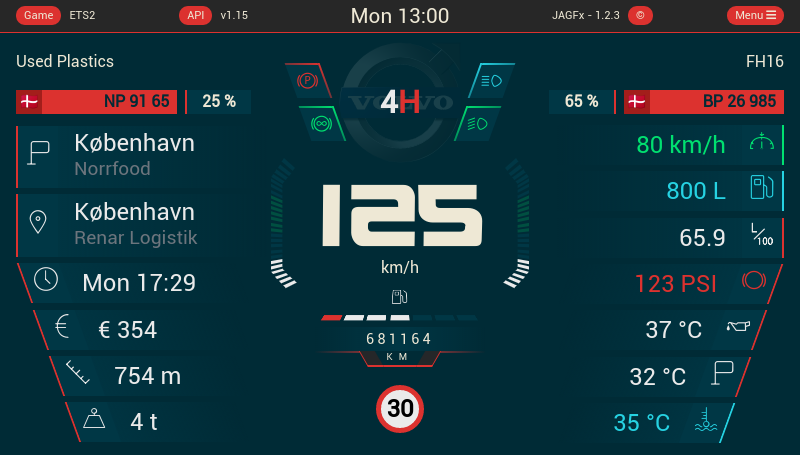 Game ETS2 API v1.15 Mon 13:00 JAGFx - 1.2.3 © Menu
Used Plastics FH16
NP 91 65 25 % 65 % BP 26 985
P
VOLVO
4H
København
Norrfood
80 km/h
København
Renar Logistik
800 L
125
km/h
65.9 L/100
Mon 17:29 123 PSI
€ 354 37 °C
681164
KM
754 m 32 °C
4 t 30 35 °C